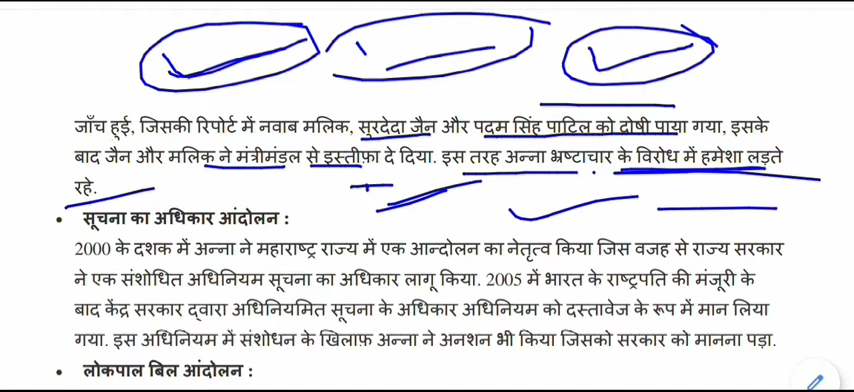 जाँच हुई, जिसकी रिपोर्ट में नवाब मलिक, सुरदेदा जैन और पदम सिंह पाटिल को दोषी पाया गया, इसके
बाद जैन और मलिक ने मंत्रीमंडल से इस्तीफ़ा दे दिया. इस तरह अन्ना भ्रष्टाचार के विरोध में हमेशा लड़ते
रहे.
• सूचना का अधिकार आंदोलन :
2000 के दशक में अन्ना ने महाराष्ट्र राज्य में एक आन्दोलन का नेतृत्व किया जिस वजह से राज्य सरकार
ने एक संशोधित अधिनियम सूचना का अधिकार लागू किया. 2005 में भारत के राष्ट्रपति की मंजूरी के
बाद केंद्र सरकार द्वारा अधिनियमित सूचना के अधिकार अधिनियम को दस्तावेज के रूप में मान लिया
गया. इस अधिनियम में संशोधन के खिलाफ़ अन्ना ने अनशन भी किया जिसको सरकार को मानना पड़ा.
• लोकपाल बिल आंदोलन :